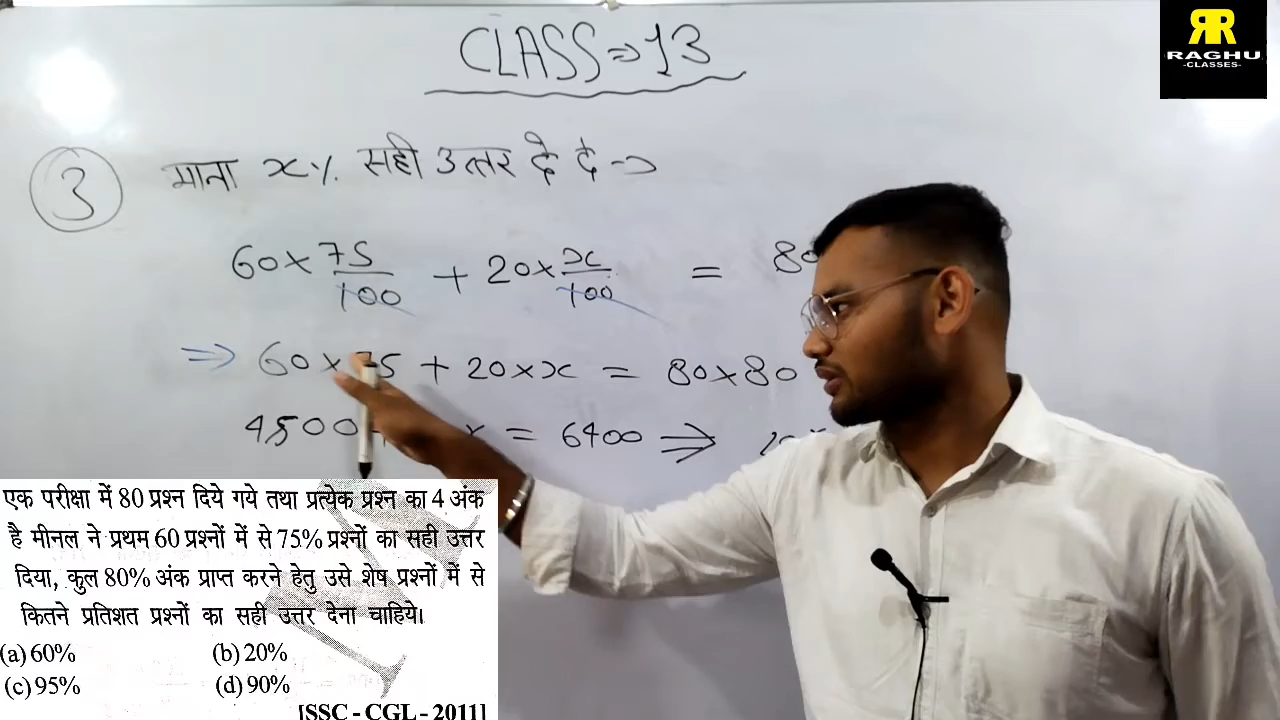 CLASS⇒13
RAGHU
-CLASSES-
3 माना x% सही उत्तर दे दे ->
60×75/100 + 20×x/100 = 80
⇒ 60×75 + 20×x = 80×80
4500 = 6400 ⇒
एक परीक्षा में 80 प्रश्न दिये गये तथा प्रत्येक प्रश्न का 4 अंक
है मीनल ने प्रथम 60 प्रश्नों में से 75% प्रश्नों का सही उत्तर
दिया, कुल 80% अंक प्राप्त करने हेतु उसे शेष प्रश्नों में से
कितने प्रतिशत प्रश्नों का सही उत्तर देना चाहिये।
(a) 60% (b) 20%
(c) 95% (d) 90%
[SSC - CGL - 2011]